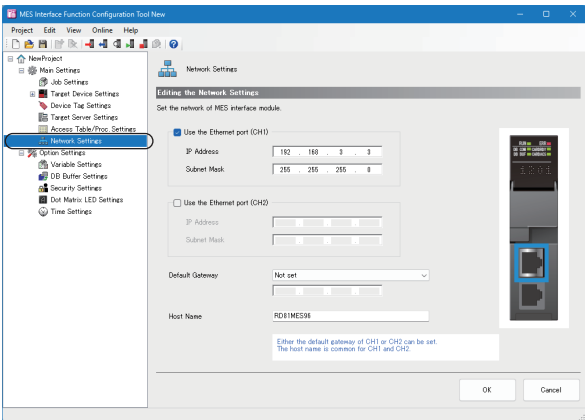 MES Interface Function Configuration Tool New
Project Edit View Online Help
NewProject
Main Settings
Job Settings
Target Device Settings
Device Tag Settings
Target Server Settings
Access Table/Proc. Settings
Network Settings
Option Settings
Variable Settings
DB Buffer Settings
Security Settings
Dot Matrix LED Settings
Time Settings
Network Settings
Editing the Network Settings
Set the network of MES interface module.
Use the Ethernet port (CH1)
IP Address 192 . 168 . 3 . 3
Subnet Mask 255 . 255 . 255 . 0
Use the Ethernet port (CH2)
IP Address
Subnet Mask
Default Gateway Not set
Host Name RD81MES96
Either the default gateway of CH1 or CH2 can be set.
The host name is common for CH1 and CH2.
OK Cancel